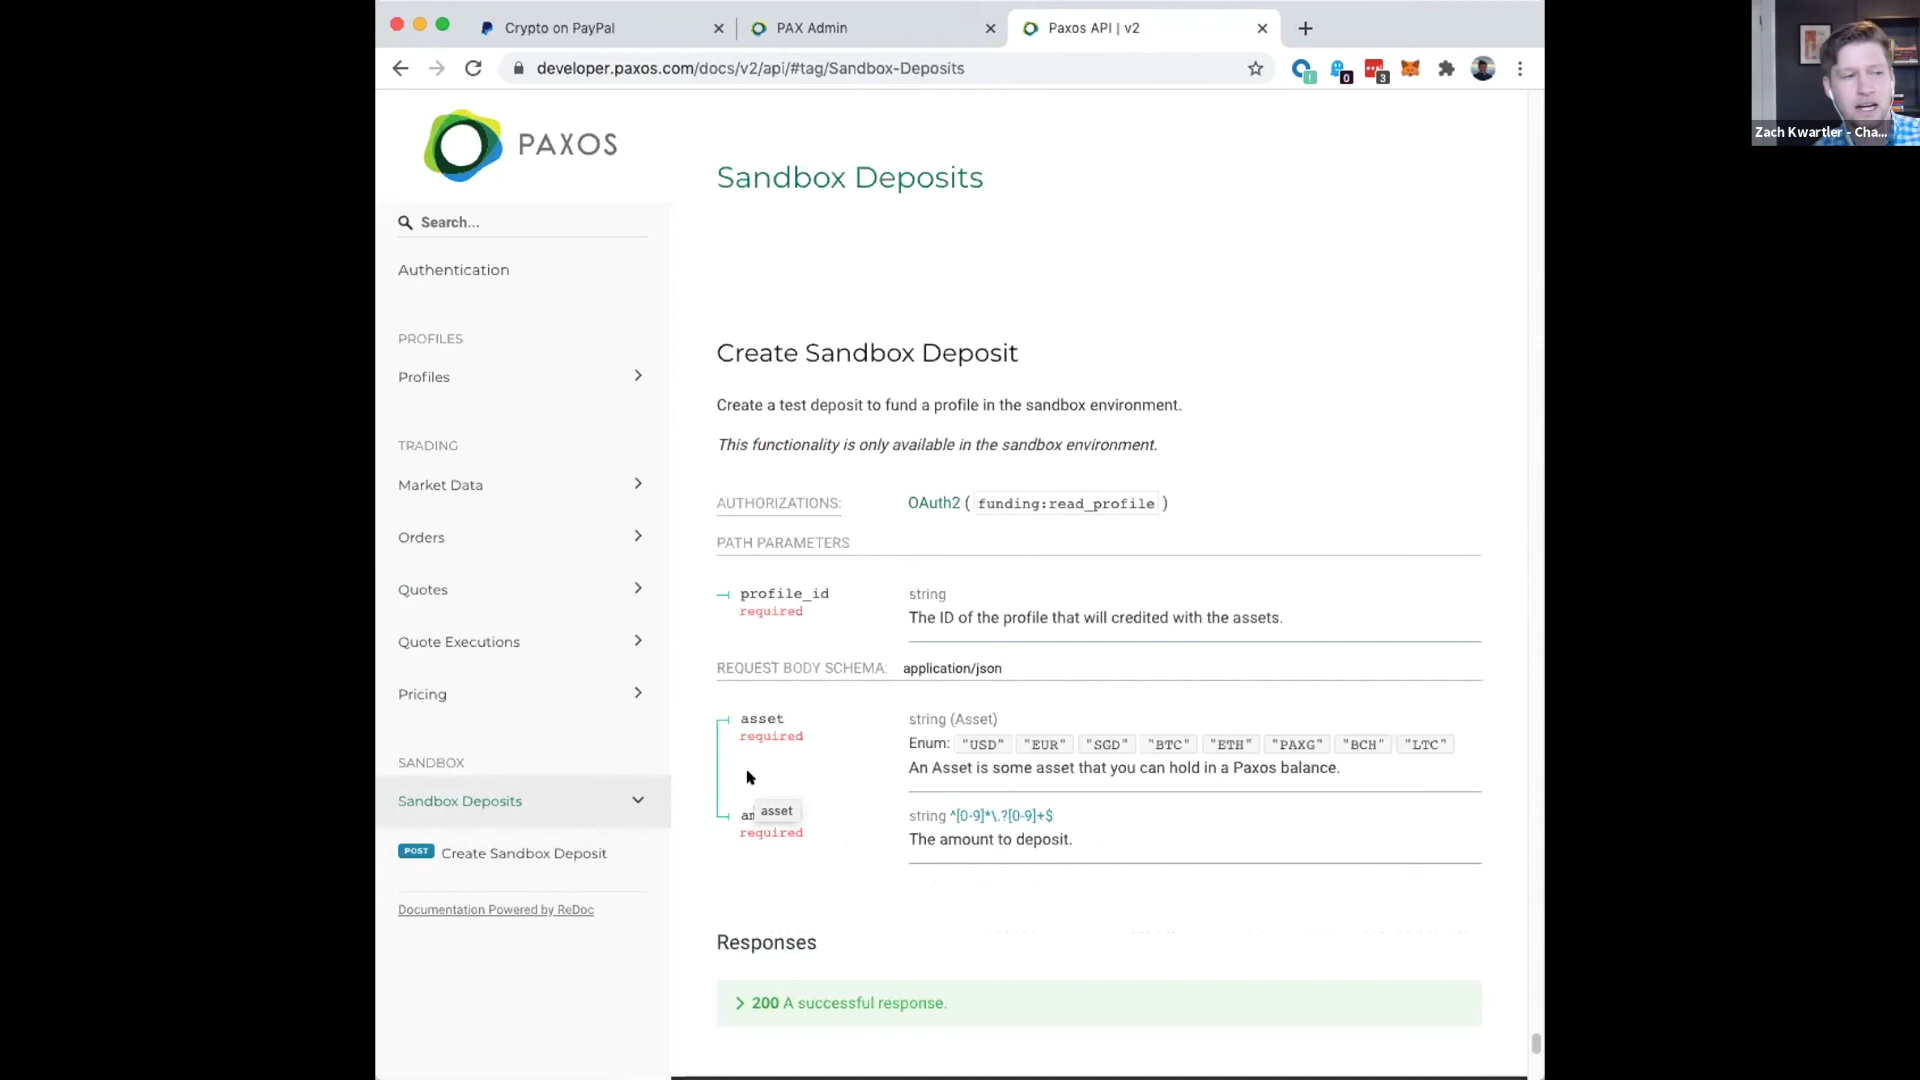 Crypto on PayPal
PAX Admin
Paxos API | v2
developer.paxos.com/docs/v2/api/#tag/Sandbox-Deposits
!
0
3
Zach Kwartler - Cha...
PAXOS
Search...
Authentication
PROFILES
Profiles
TRADING
Market Data
Orders
Quotes
Quote Executions
Pricing
SANDBOX
Sandbox Deposits
POST Create Sandbox Deposit
Documentation Powered by ReDoc
Sandbox Deposits
Create Sandbox Deposit
Create a test deposit to fund a profile in the sandbox environment.
This functionality is only available in the sandbox environment.
AUTHORIZATIONS: OAuth2 ( funding:read_profile )
PATH PARAMETERS
profile_id string
required
The ID of the profile that will credited with the assets.
REQUEST BODY SCHEMA: application/json
asset string (Asset)
required
Enum: "USD" "EUR" "SGD" "BTC" "ETH" "PAXG" "BCH" "LTC"
An Asset is some asset that you can hold in a Paxos balance.
asset
string ^[0-9]*\.?[0-9]+$
required
The amount to deposit.
Responses
200 A successful response.